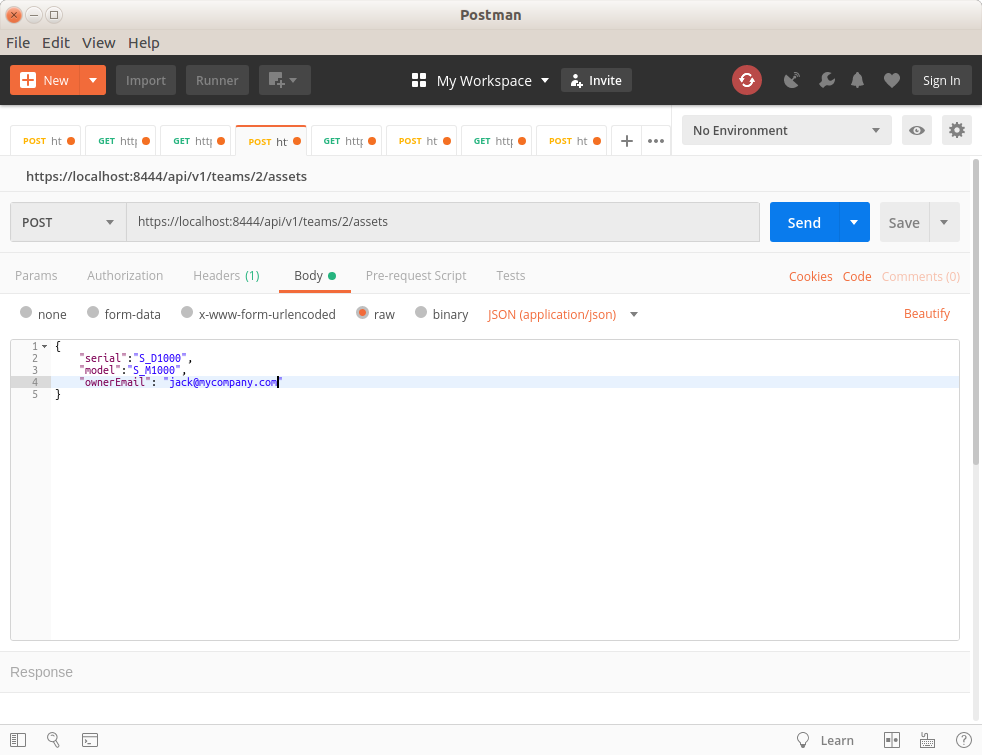 Postman
File Edit View Help
New Import Runner My Workspace Invite Sign In
POST ht GET http GET http POST ht GET http POST ht GET http POST ht + ••• No Environment
https://localhost:8444/api/v1/teams/2/assets
POST https://localhost:8444/api/v1/teams/2/assets Send Save
Params Authorization Headers (1) Body Pre-request Script Tests Cookies Code Comments (0)
none form-data x-www-form-urlencoded raw binary JSON (application/json) Beautify
1 {
2 "serial":"S_D1000",
3 "model":"S_M1000",
4 "ownerEmail": "jack@mycompany.com"
5 }
Response
Learn